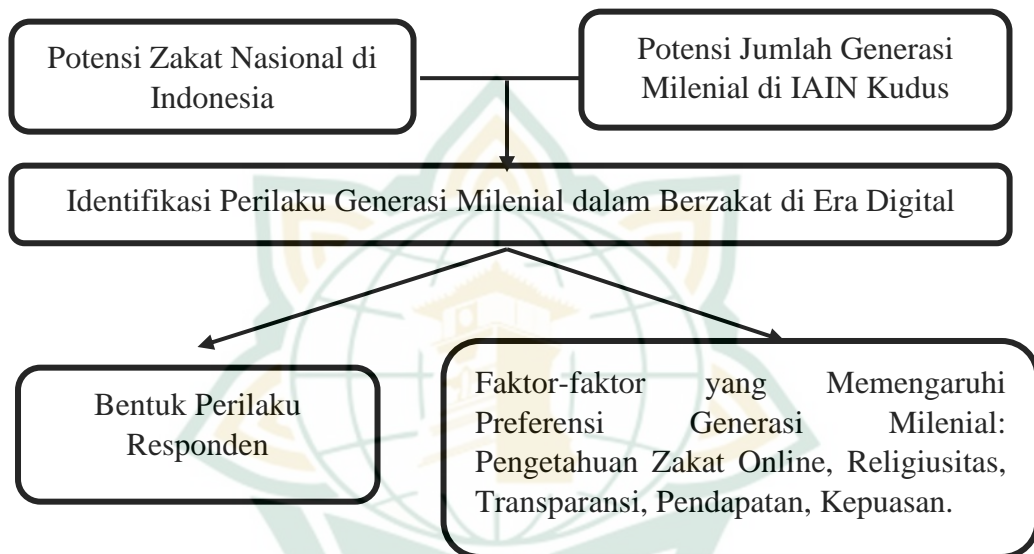 Potensi Zakat Nasional di
Indonesia
Potensi Jumlah Generasi
Milenial di IAIN Kudus
Identifikasi Perilaku Generasi Milenial dalam Berzakat di Era Digital
Bentuk Perilaku
Responden
Faktor-faktor yang Memengaruhi
Preferensi Generasi Milenial:
Pengetahuan Zakat Online, Religiusitas,
Transparansi, Pendapatan, Kepuasan.